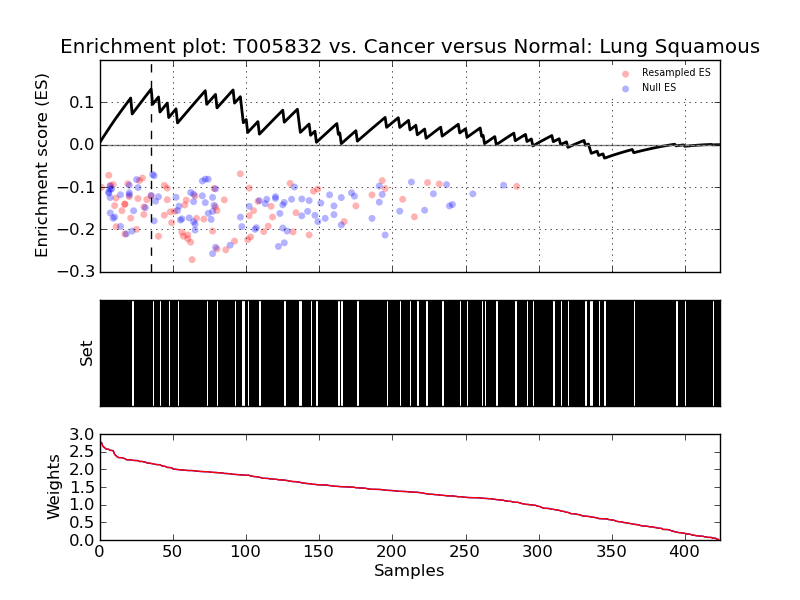 Enrichment plot: T005832 vs. Cancer versus Normal: Lung Squamous
Resampled ES
Null ES
Enrichment score (ES)
0.1
0.0
−0.1
−0.2
−0.3
Set
Weights
3.0
2.5
2.0
1.5
1.0
0.5
0.0
0 50 100 150 200 250 300 350 400
Samples